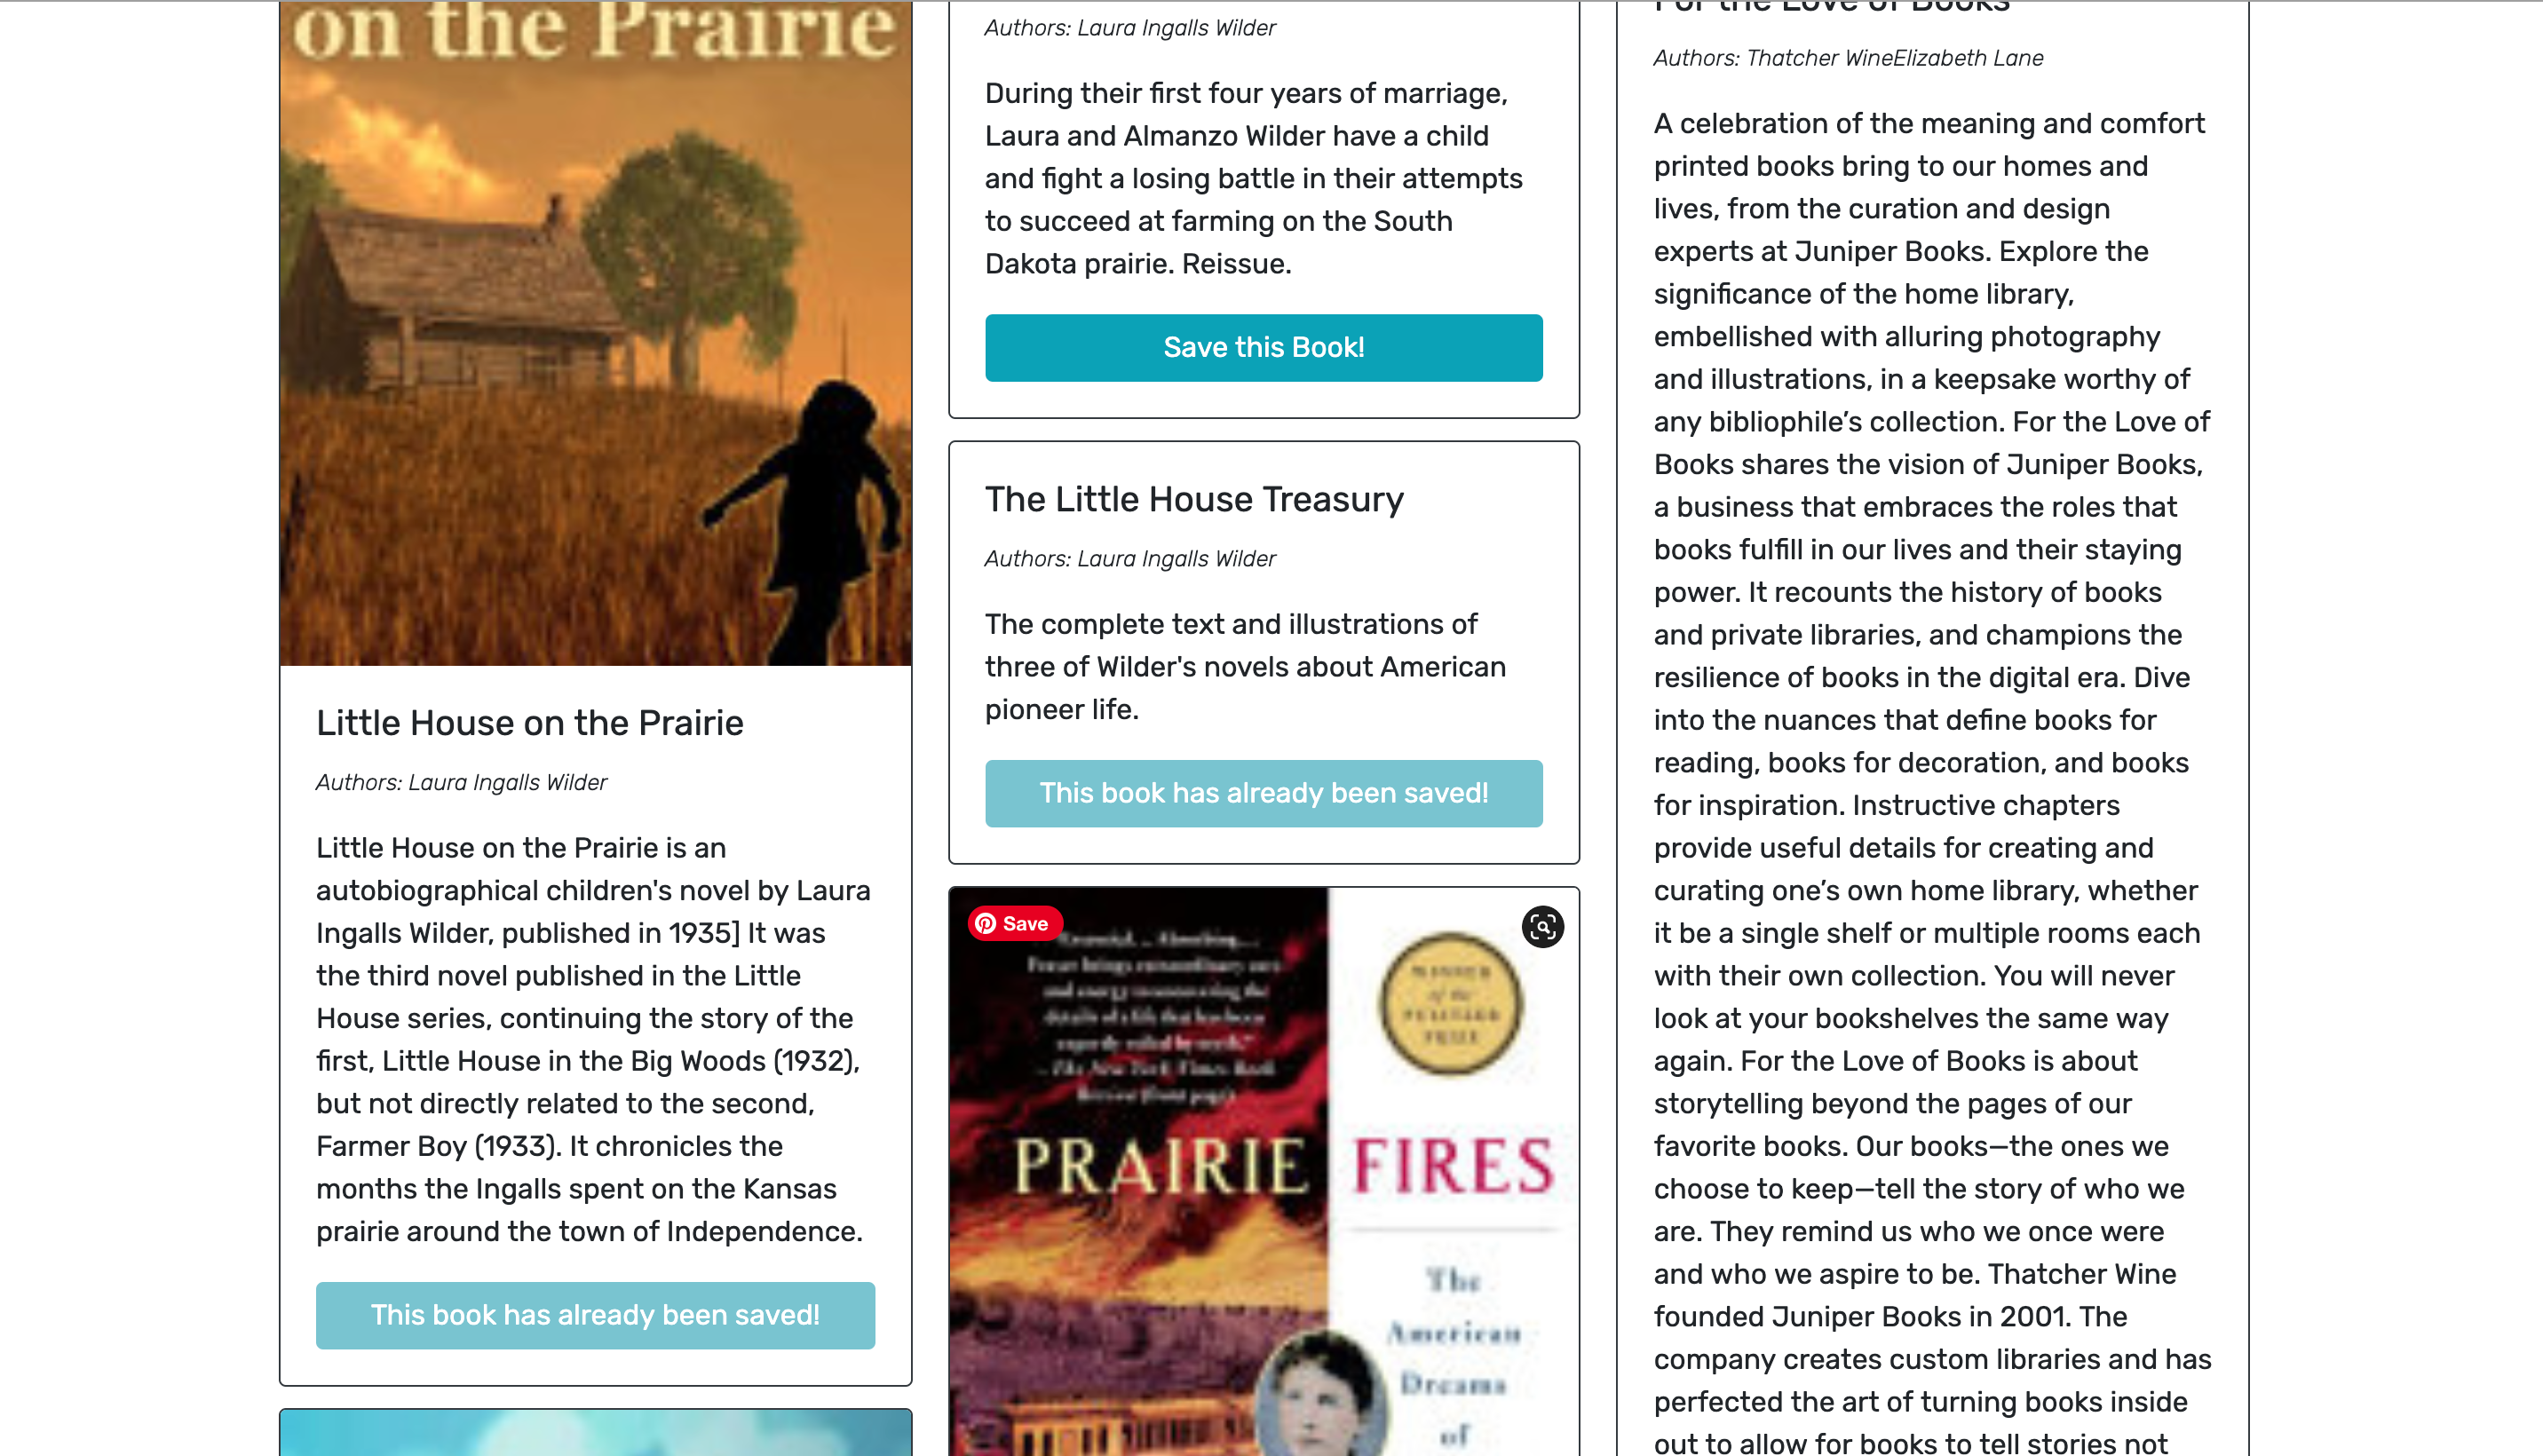 on the Prairie
Little House on the Prairie
Authors: Laura Ingalls Wilder
Little House on the Prairie is an
autobiographical children's novel by Laura
Ingalls Wilder, published in 1935] It was
the third novel published in the Little
House series, continuing the story of the
first, Little House in the Big Woods (1932),
but not directly related to the second,
Farmer Boy (1933). It chronicles the
months the Ingalls spent on the Kansas
prairie around the town of Independence.
This book has already been saved!
Authors: Laura Ingalls Wilder
During their first four years of marriage,
Laura and Almanzo Wilder have a child
and fight a losing battle in their attempts
to succeed at farming on the South
Dakota prairie. Reissue.
Save this Book!
The Little House Treasury
Authors: Laura Ingalls Wilder
The complete text and illustrations of
three of Wilder's novels about American
pioneer life.
This book has already been saved!
Save
WINNER
of the
PULITZER
PRIZE
PRAIRIE FIRES
The
American
Dreams
of
For the Love of Books
Authors: Thatcher WineElizabeth Lane
A celebration of the meaning and comfort
printed books bring to our homes and
lives, from the curation and design
experts at Juniper Books. Explore the
significance of the home library,
embellished with alluring photography
and illustrations, in a keepsake worthy of
any bibliophile’s collection. For the Love of
Books shares the vision of Juniper Books,
a business that embraces the roles that
books fulfill in our lives and their staying
power. It recounts the history of books
and private libraries, and champions the
resilience of books in the digital era. Dive
into the nuances that define books for
reading, books for decoration, and books
for inspiration. Instructive chapters
provide useful details for creating and
curating one’s own home library, whether
it be a single shelf or multiple rooms each
with their own collection. You will never
look at your bookshelves the same way
again. For the Love of Books is about
storytelling beyond the pages of our
favorite books. Our books—the ones we
choose to keep—tell the story of who we
are. They remind us who we once were
and who we aspire to be. Thatcher Wine
founded Juniper Books in 2001. The
company creates custom libraries and has
perfected the art of turning books inside
out to allow for books to tell stories not